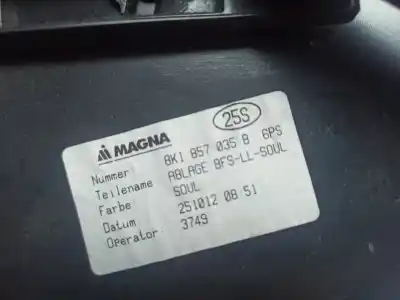 25S
MAGNA
Nummer 8K1 857 035 B 6PS
Teilename ABLAGE BFS-LL-SOUL
Farbe SOUL
Datum 251012 08 51
Operator 3749